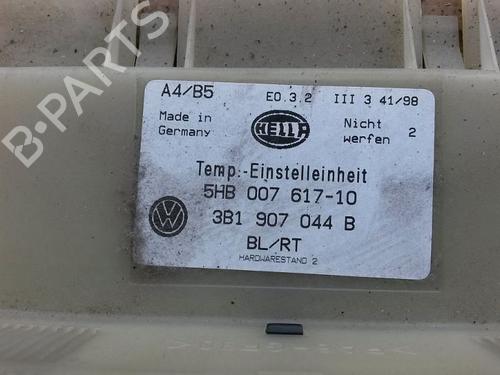 B-PARTS
A4/B5 E0.3.2 III 3 41/98
Made in Germany HELLA Nicht werfen 2
Temp.-Einstelleinheit
5HB 007 617-10
3B1 907 044 B
BL/RT
HARDWARESTAND 2